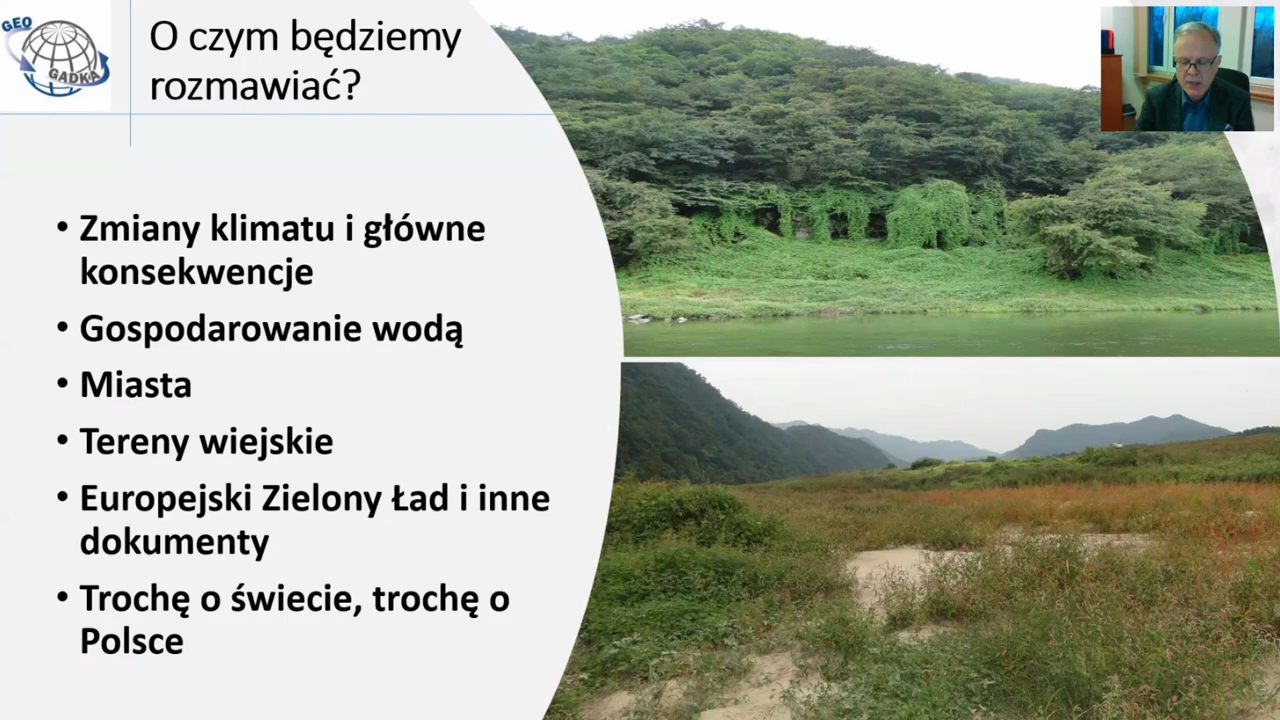 GEO
GADKA
O czym będziemy
rozmawiać?
• Zmiany klimatu i główne
konsekwencje
• Gospodarowanie wodą
• Miasta
• Tereny wiejskie
• Europejski Zielony Ład i inne
dokumenty
• Trochę o świecie, trochę o
Polsce